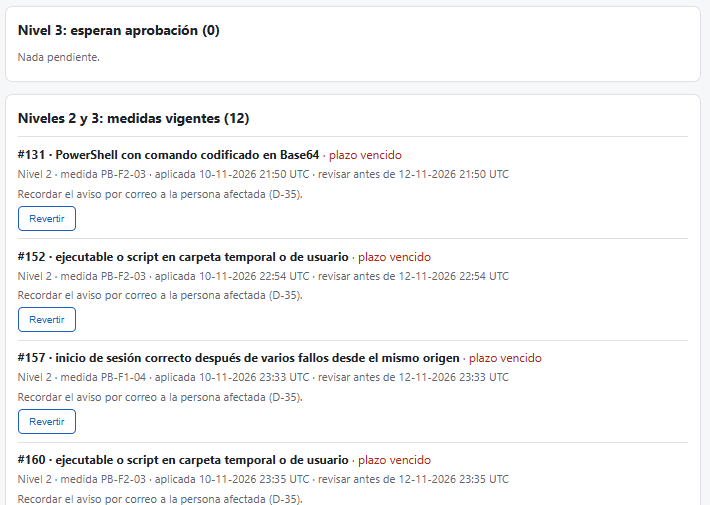 Nivel 3: esperan aprobación (0)
Nada pendiente.
Niveles 2 y 3: medidas vigentes (12)
#131 · PowerShell con comando codificado en Base64 · plazo vencido
Nivel 2 · medida PB-F2-03 · aplicada 10-11-2026 21:50 UTC · revisar antes de 12-11-2026 21:50 UTC
Recordar el aviso por correo a la persona afectada (D-35).
Revertir
#152 · ejecutable o script en carpeta temporal o de usuario · plazo vencido
Nivel 2 · medida PB-F2-03 · aplicada 10-11-2026 22:54 UTC · revisar antes de 12-11-2026 22:54 UTC
Recordar el aviso por correo a la persona afectada (D-35).
Revertir
#157 · inicio de sesión correcto después de varios fallos desde el mismo origen · plazo vencido
Nivel 2 · medida PB-F1-04 · aplicada 10-11-2026 23:33 UTC · revisar antes de 12-11-2026 23:33 UTC
Recordar el aviso por correo a la persona afectada (D-35).
Revertir
#160 · ejecutable o script en carpeta temporal o de usuario · plazo vencido
Nivel 2 · medida PB-F2-03 · aplicada 10-11-2026 23:35 UTC · revisar antes de 12-11-2026 23:35 UTC
Recordar el aviso por correo a la persona afectada (D-35).